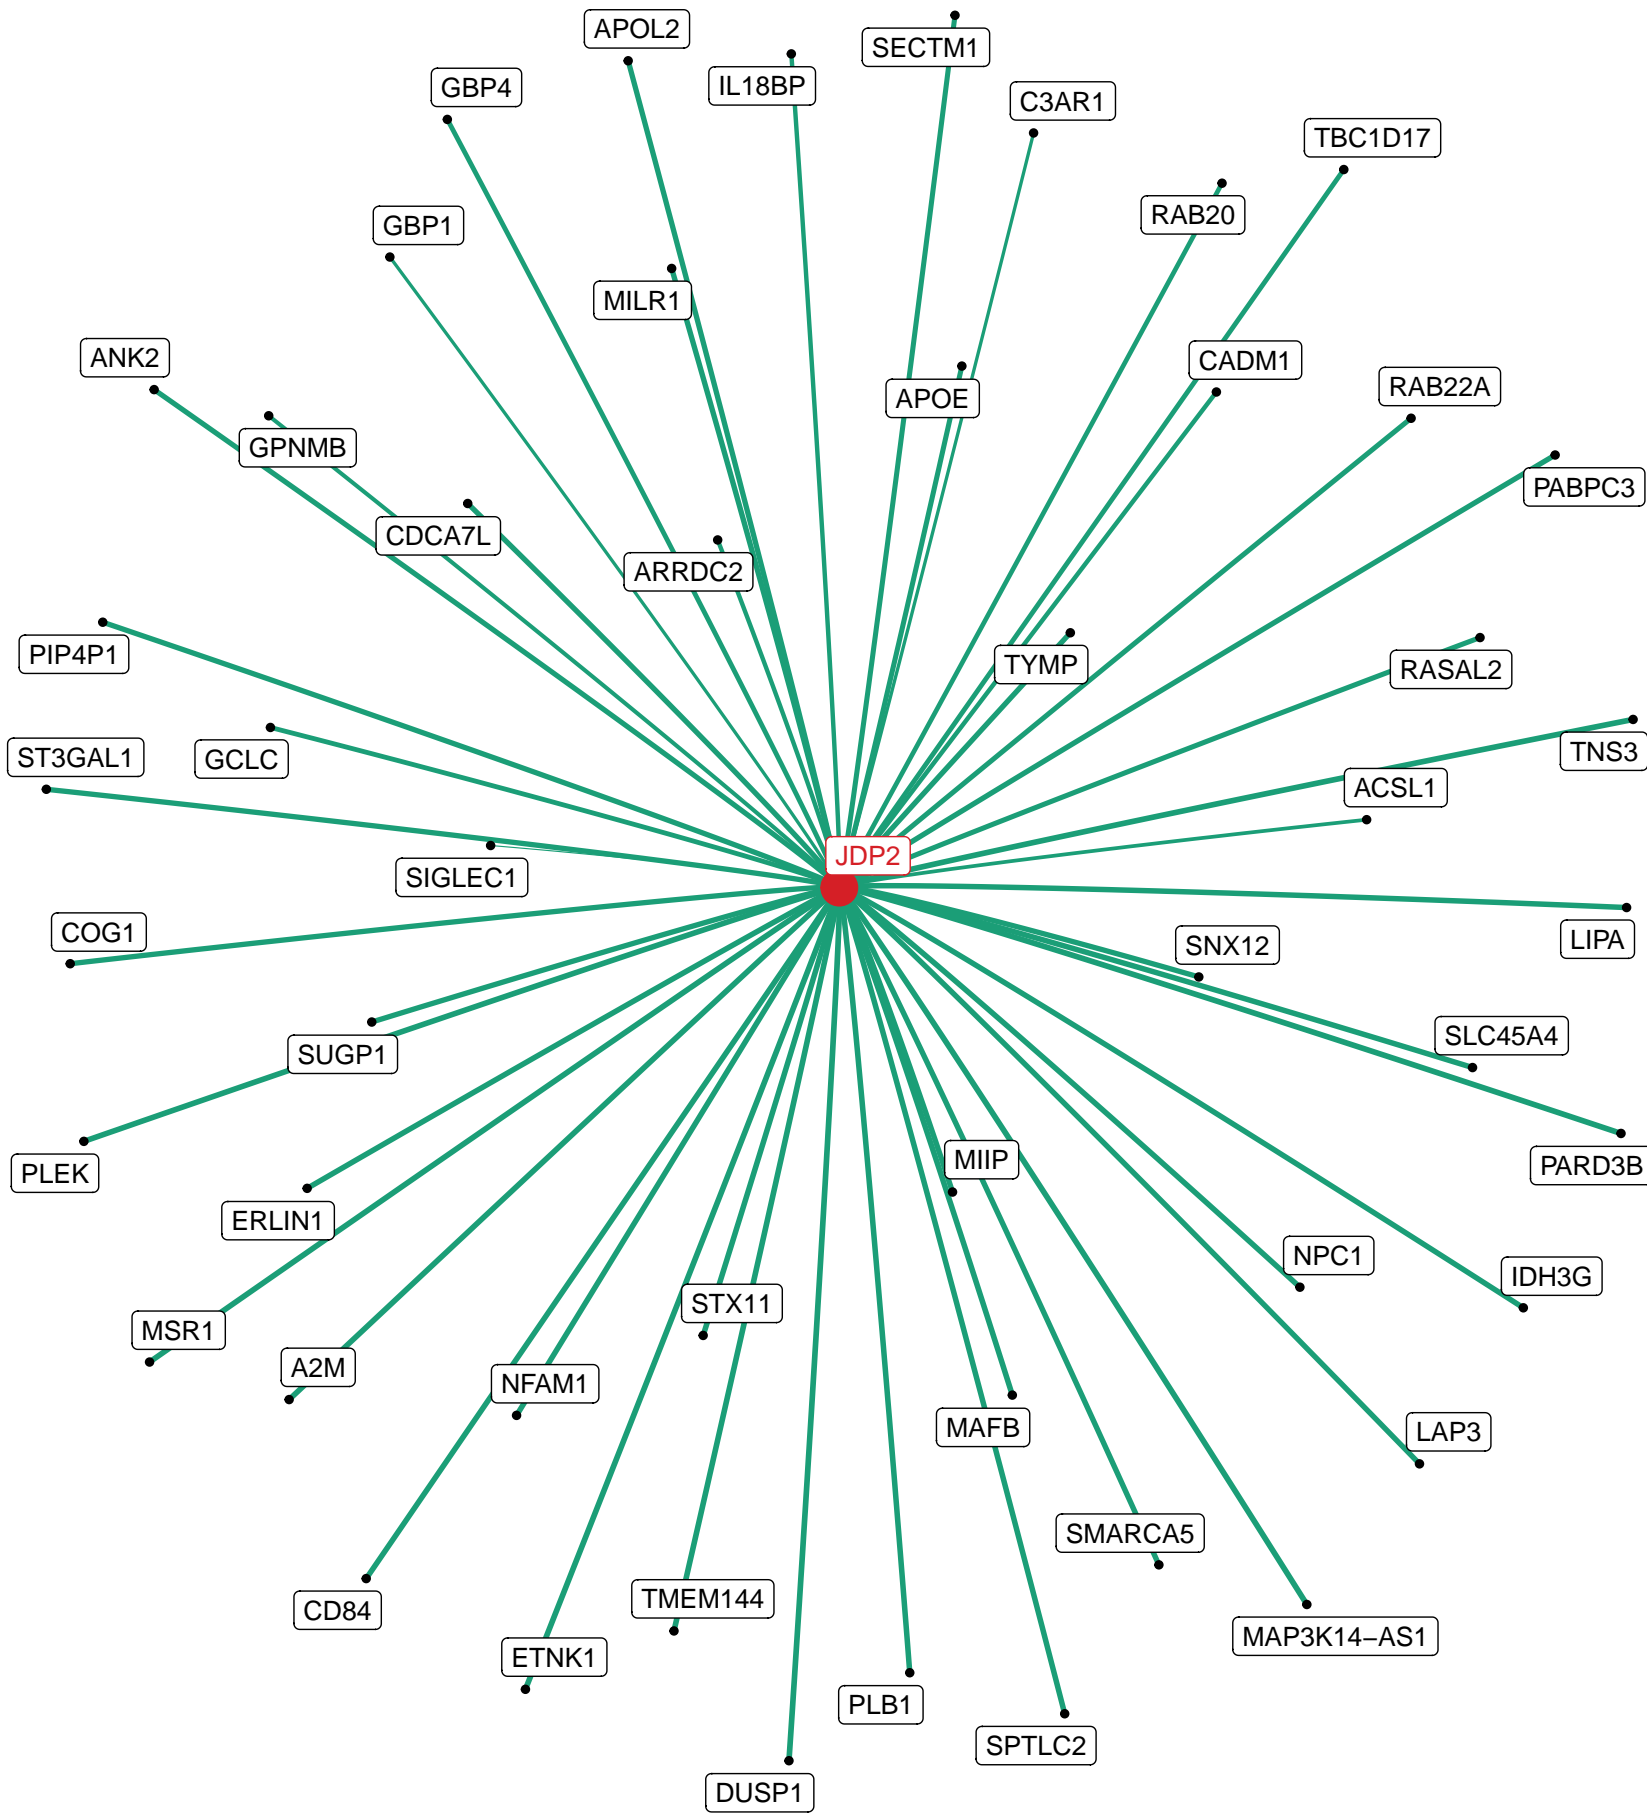 APOL2
SECTM1
IL18BP
GBP4
C3AR1
TBC1D17
RAB20
GBP1
MILR1
ANK2
CADM1
RAB22A
APOE
GPNMB
PABPC3
CDCA7L
ARRDC2
PIP4P1
TYMP
RASAL2
TNS3
ST3GAL1
GCLC
ACSL1
JDP2
SIGLEC1
COG1
LIPA
SNX12
SLC45A4
SUGP1
MIIP
PARD3B
PLEK
ERLIN1
NPC1
IDH3G
STX11
MSR1
A2M
NFAM1
MAFB
LAP3
SMARCA5
TMEM144
CD84
MAP3K14−AS1
ETNK1
PLB1
SPTLC2
DUSP1